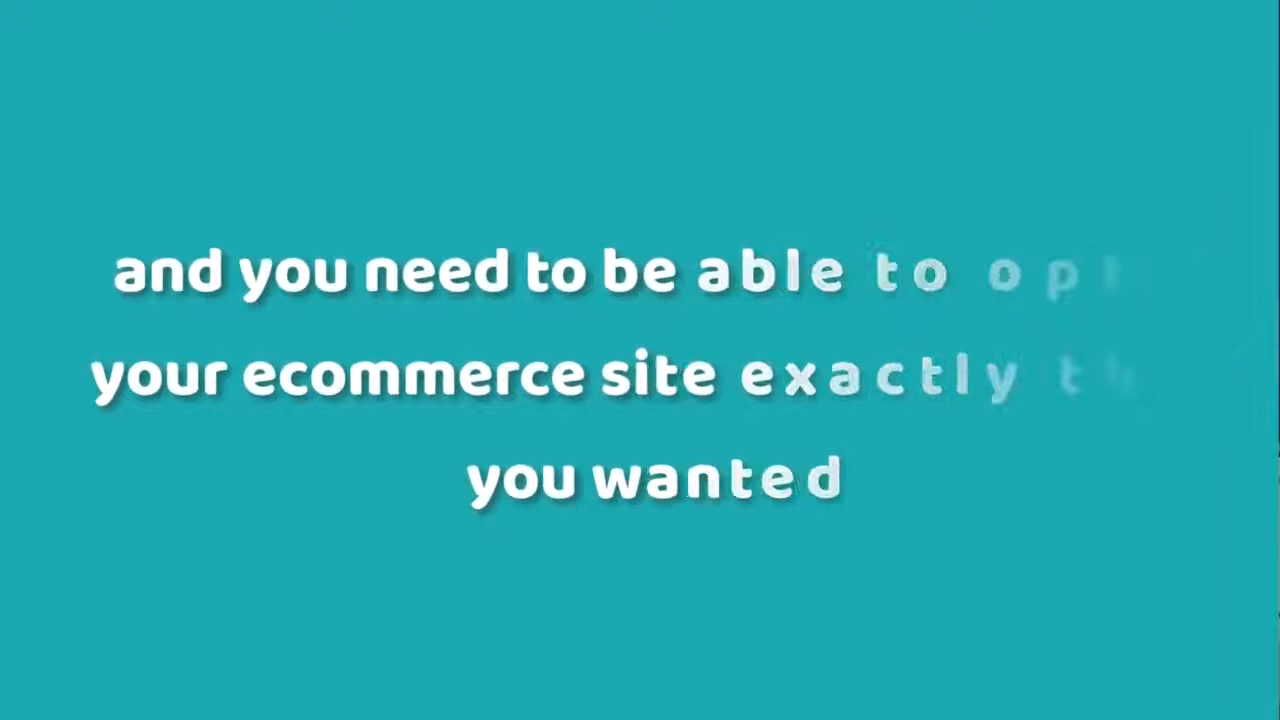 and you need to be able to
your ecommerce site exactly
you wanted